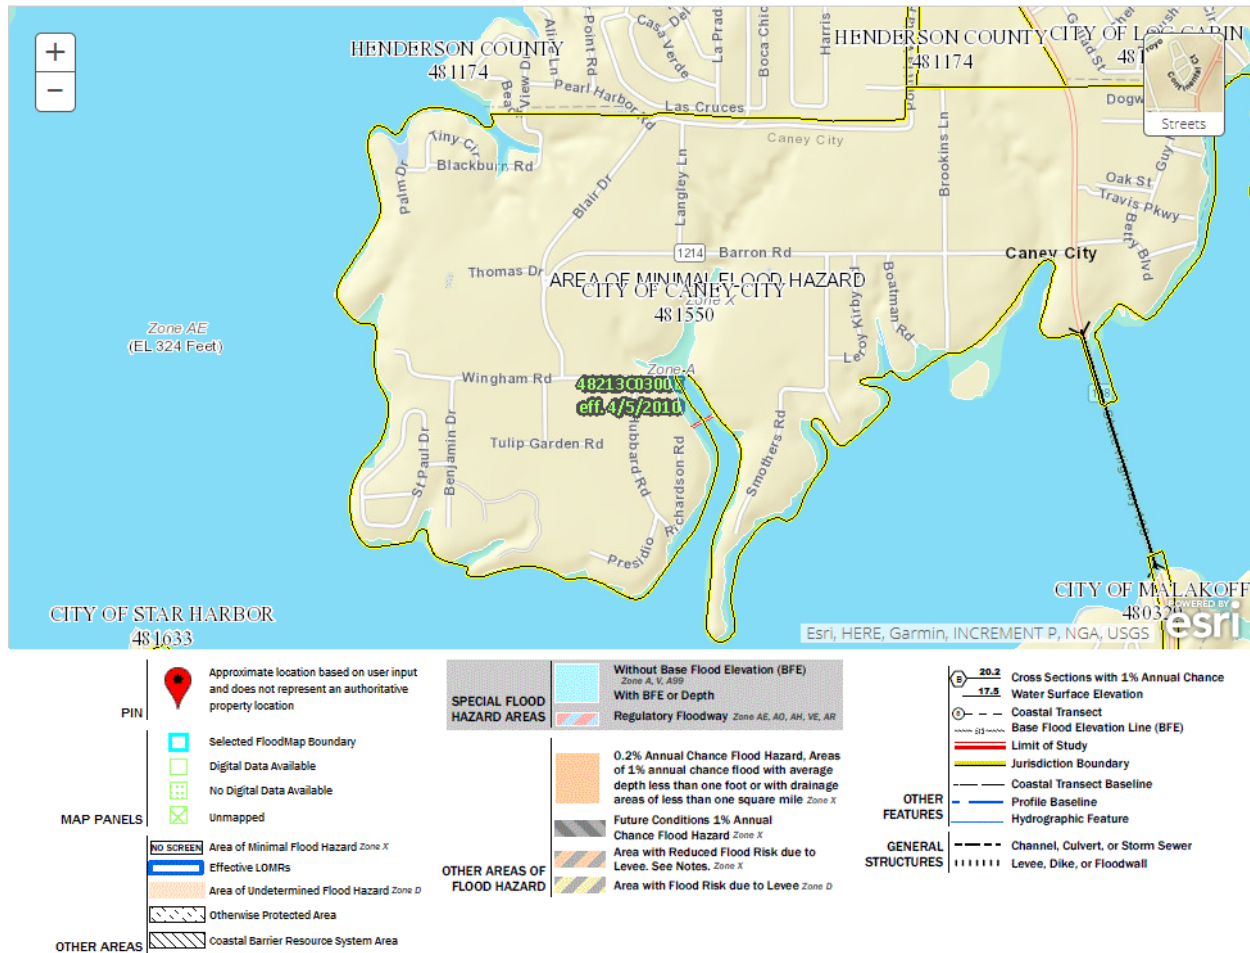 +
−
HENDERSON COUNTY
481174
HENDERSON COUNTY
481174
CITY OF LOG CABIN
Streets
Point Rd
View Dr
Casa Verde
La Prad
Boca Chic
Harris
Pearl Harbor Rd
Las Cruces
Caney City
Dogw
Tiny Cir
Blackburn Rd
Palm Dr
Blair Dr
Langley Ln
Brookins Ln
Oak St
Travis Pkwy
Betty Blvd
1214
Barron Rd
Caney City
Thomas Dr
AREA OF MINIMAL FLOOD HAZARD
CITY OF CANEY CITY
Zone X
481550
Leroy Kirby Rd
Boatman Rd
Zone AE
(EL 324 Feet)
Zone A
Wingham Rd
48213C0300
eff. 4/5/2010
Tulip Garden Rd
Hubbard Rd
Richardson Rd
St Paul Dr
Benjamin Dr
Smothers Rd
Presidio
CITY OF STAR HARBOR
481633
CITY OF MALAKOFF
POWERED BY
esri
Esri, HERE, Garmin, INCREMENT P, NGA, USGS
PIN
Approximate location based on user input
and does not represent an authoritative
property location
MAP PANELS
Selected FloodMap Boundary
Digital Data Available
No Digital Data Available
Unmapped
OTHER AREAS
NO SCREEN Area of Minimal Flood Hazard Zone X
Effective LOMRs
Area of Undetermined Flood Hazard Zone D
Otherwise Protected Area
Coastal Barrier Resource System Area
SPECIAL FLOOD
HAZARD AREAS
Without Base Flood Elevation (BFE)
Zone A, V, A99
With BFE or Depth
Regulatory Floodway Zone AE, AO, AH, VE, AR
OTHER AREAS OF
FLOOD HAZARD
0.2% Annual Chance Flood Hazard, Areas
of 1% annual chance flood with average
depth less than one foot or with drainage
areas of less than one square mile Zone X
Future Conditions 1% Annual
Chance Flood Hazard Zone X
Area with Reduced Flood Risk due to
Levee. See Notes. Zone X
Area with Flood Risk due to Levee Zone D
OTHER
FEATURES
20.2 Cross Sections with 1% Annual Chance
17.5 Water Surface Elevation
Coastal Transect
Base Flood Elevation Line (BFE)
Limit of Study
Jurisdiction Boundary
Coastal Transect Baseline
Profile Baseline
Hydrographic Feature
GENERAL
STRUCTURES
Channel, Culvert, or Storm Sewer
Levee, Dike, or Floodwall